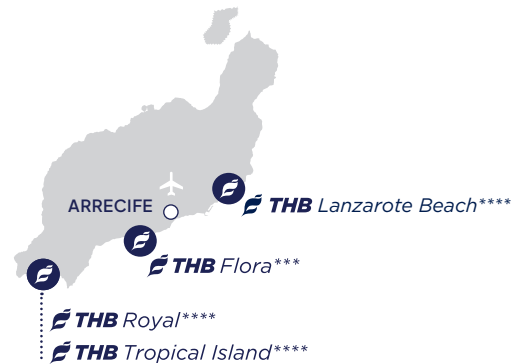 ARRECIFE
THB Lanzarote Beach****
THB Flora***
THB Royal****
THB Tropical Island****